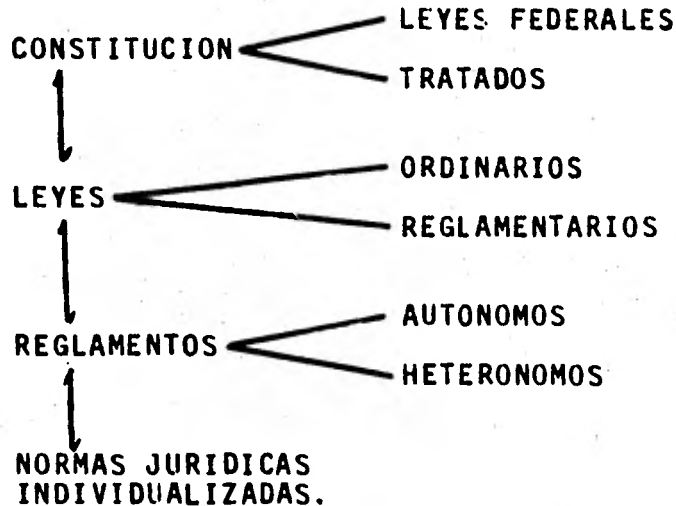 LEYES FEDERALES
CONSTITUCION
TRATADOS
ORDINARIOS
LEYES
REGLAMENTARIOS
AUTONOMOS
REGLAMENTOS
HETERONOMOS
NORMAS JURIDICAS
INDIVIDUALIZADAS.